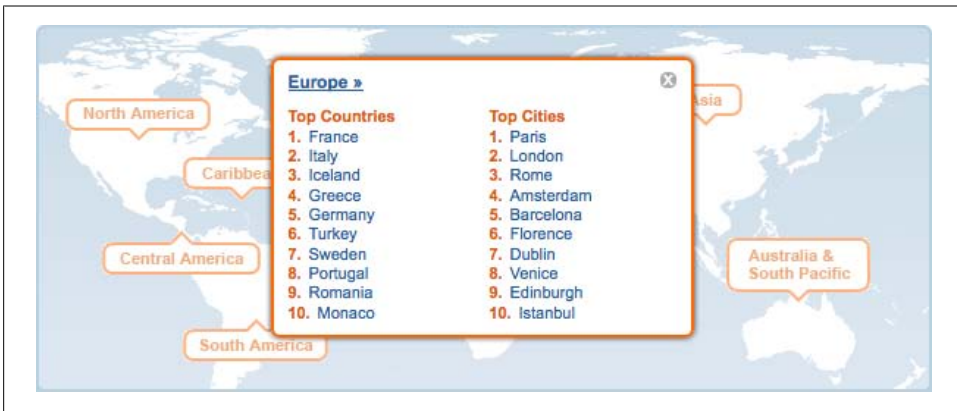 North America
Caribbea
Central America
South America
Europe »
Top Countries
1. France
2. Italy
3. Iceland
4. Greece
5. Germany
6. Turkey
7. Sweden
8. Portugal
9. Romania
10. Monaco
Top Cities
1. Paris
2. London
3. Rome
4. Amsterdam
5. Barcelona
6. Florence
7. Dublin
8. Venice
9. Edinburgh
10. Istanbul
Asia
Australia &
South Pacific